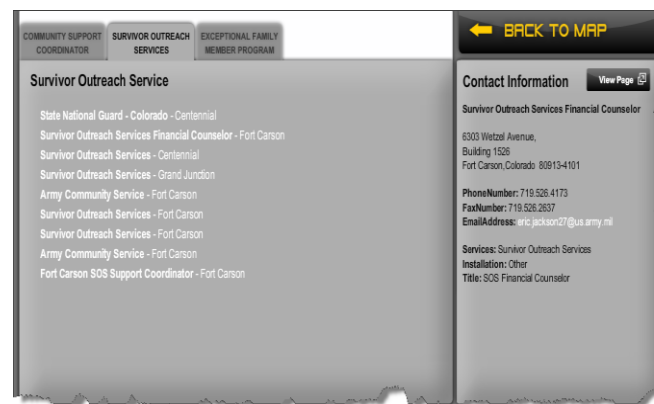 COMMUNITY SUPPORT
COORDINATOR
SURVIVOR OUTREACH
SERVICES
EXCEPTIONAL FAMILY
MEMBER PROGRAM
Survivor Outreach Service
State National Guard - Colorado - Centennial
Survivor Outreach Services Financial Counselor - Fort Carson
Survivor Outreach Services - Centennial
Survivor Outreach Services - Grand Junction
Army Community Service - Fort Carson
Survivor Outreach Services - Fort Carson
Survivor Outreach Services - Fort Carson
Army Community Service - Fort Carson
Fort Carson SOS Support Coordinator - Fort Carson
BACK TO MAP
Contact Information
View Page
Survivor Outreach Services Financial Counselor
6303 Wetzel Avenue,
Building 1526
Fort Carson,Colorado 80913-4101
PhoneNumber: 719.526.4173
FaxNumber: 719.526.2637
EmailAddress: eric.jackson27@us.army.mil
Services: Survivor Outreach Services
Installation: Other
Title: SOS Financial Counselor